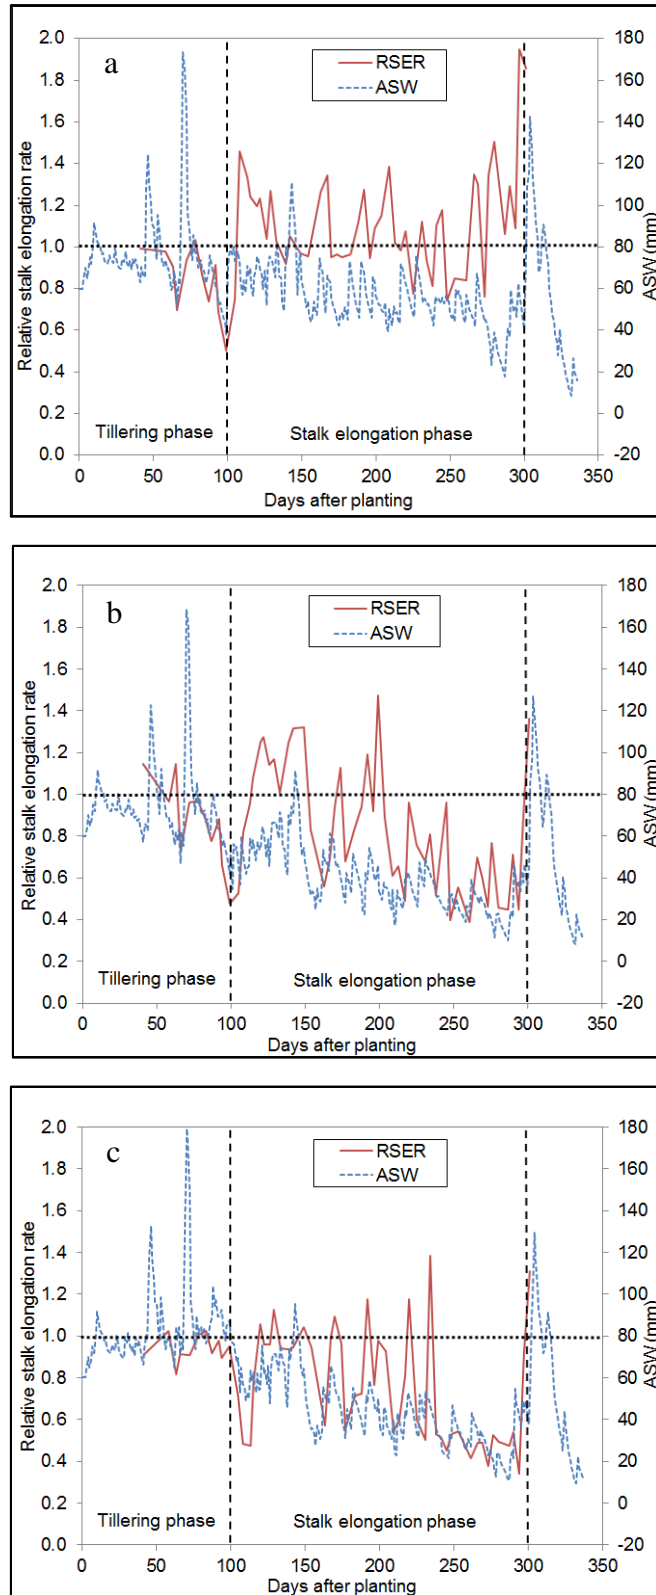 a
RSER
ASW
2.0
1.8
1.6
1.4
1.2
1.0
0.8
0.6
0.4
0.2
0.0
Relative stalk elongation rate
180
160
140
120
100
80
60
40
20
0
-20
ASW (mm)
Tillering phase
Stalk elongation phase
0 50 100 150 200 250 300 350
Days after planting
b
RSER
ASW
2.0
1.8
1.6
1.4
1.2
1.0
0.8
0.6
0.4
0.2
0.0
Relative stalk elongation rate
180
160
140
120
100
80
60
40
20
0
-20
ASW (mm)
Tillering phase
Stalk elongation phase
0 50 100 150 200 250 300 350
Days after planting
c
RSER
ASW
2.0
1.8
1.6
1.4
1.2
1.0
0.8
0.6
0.4
0.2
0.0
Relative stalk elongation rate
180
160
140
120
100
80
60
40
20
0
-20
ASW (mm)
Tillering phase
Stalk elongation phase
0 50 100 150 200 250 300 350
Days after planting